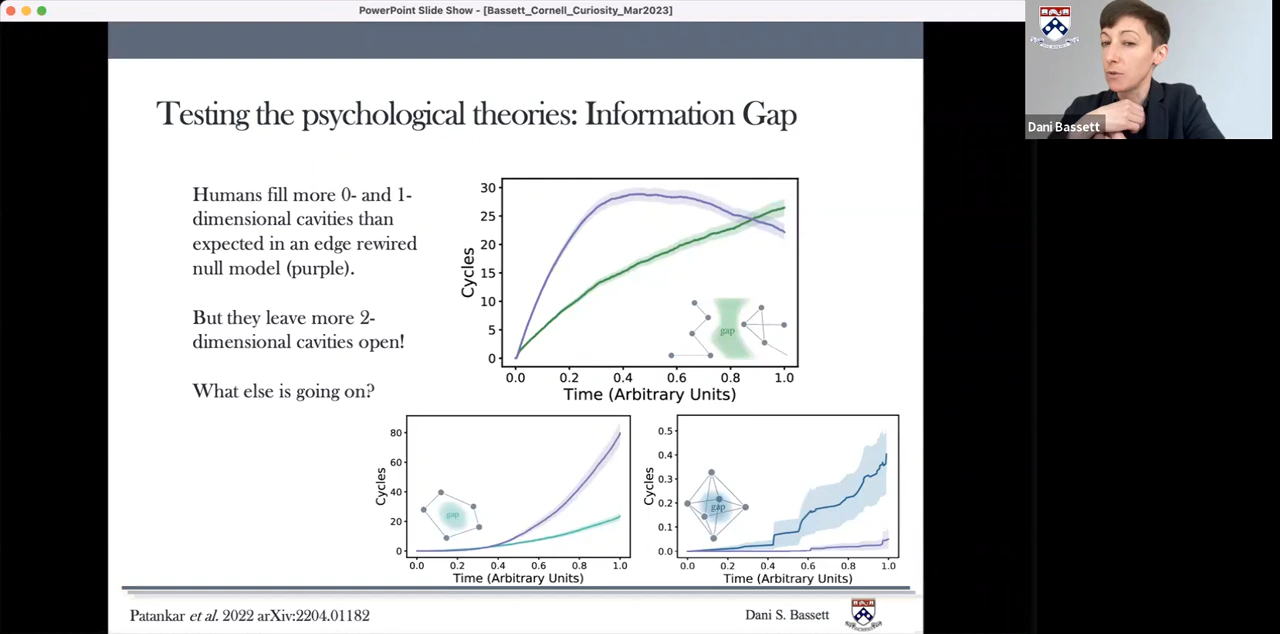 PowerPoint Slide Show - [Bassett_Cornell_Curiosity_Mar2023]
Dani Bassett
Testing the psychological theories: Information Gap
Humans fill more 0- and 1-
dimensional cavities than
expected in an edge rewired
null model (purple).
But they leave more 2-
dimensional cavities open!
What else is going on?
30
25
20
15
10
5
0
Cycles
gap
0.0 0.2 0.4 0.6 0.8 1.0
Time (Arbitrary Units)
80
60
40
20
0
Cycles
gap
0.0 0.2 0.4 0.6 0.8 1.0
Time (Arbitrary Units)
0.5
0.4
0.3
0.2
0.1
0.0
Cycles
gap
0.0 0.2 0.4 0.6 0.8 1.0
Time (Arbitrary Units)
Patankar et al. 2022 arXiv:2204.01182
Dani S. Bassett